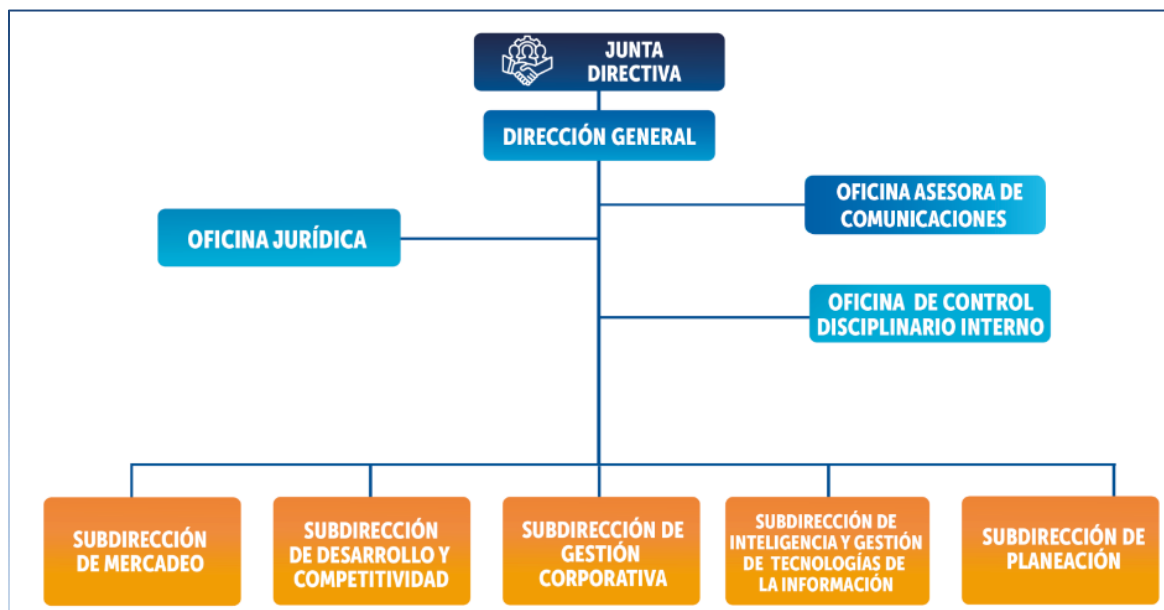 JUNTA
DIRECTIVA
DIRECCIÓN GENERAL
OFICINA ASESORA DE
COMUNICACIONES
OFICINA JURÍDICA
OFICINA DE CONTROL
DISCIPLINARIO INTERNO
SUBDIRECCIÓN
DE MERCADEO
SUBDIRECCIÓN
DE DESARROLLO Y
COMPETITIVIDAD
SUBDIRECCIÓN DE
GESTIÓN
CORPORATIVA
SUBDIRECCIÓN DE
INTELIGENCIA Y GESTIÓN
DE TECNOLOGÍAS DE
LA INFORMACIÓN
SUBDIRECCIÓN DE
PLANEACIÓN